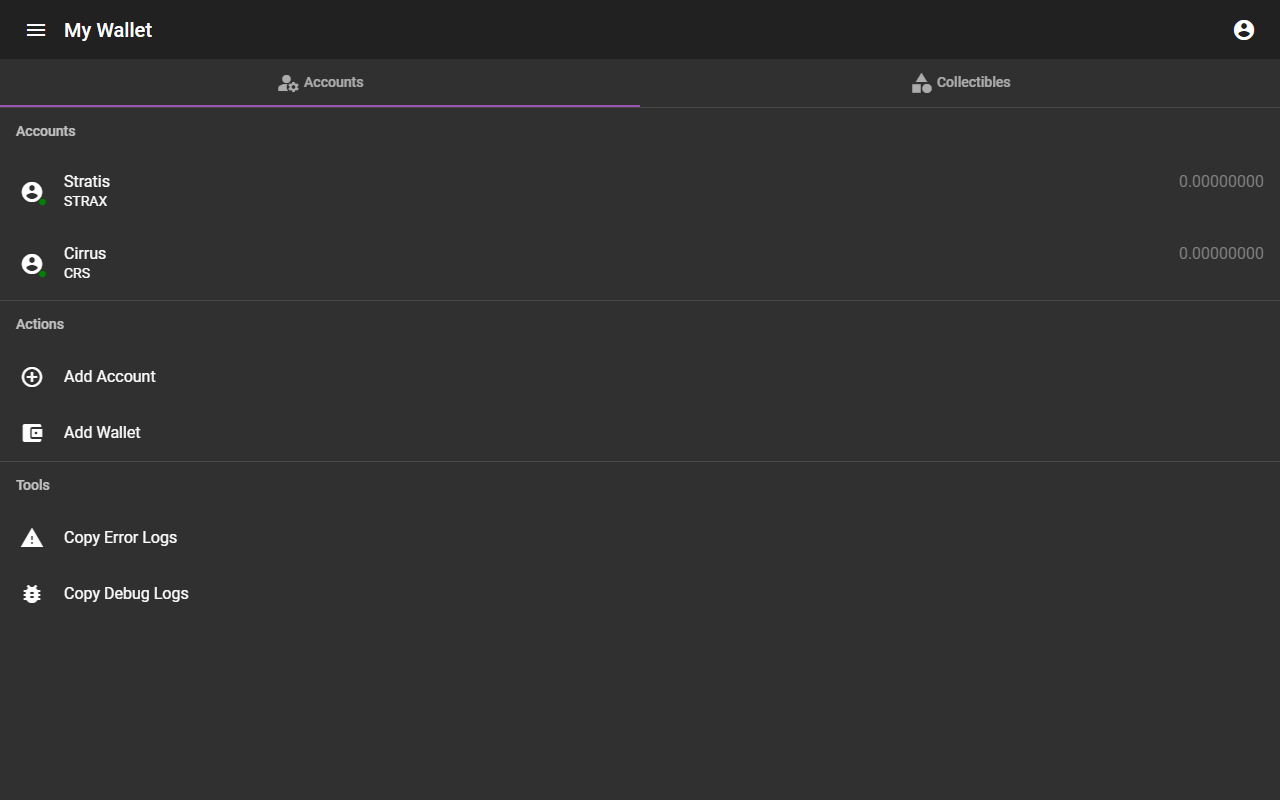 My Wallet
Accounts
Collectibles
Accounts
Stratis
0.00000000
STRAX
Cirrus
0.00000000
CRS
Actions
Add Account
Add Wallet
Tools
Copy Error Logs
Copy Debug Logs